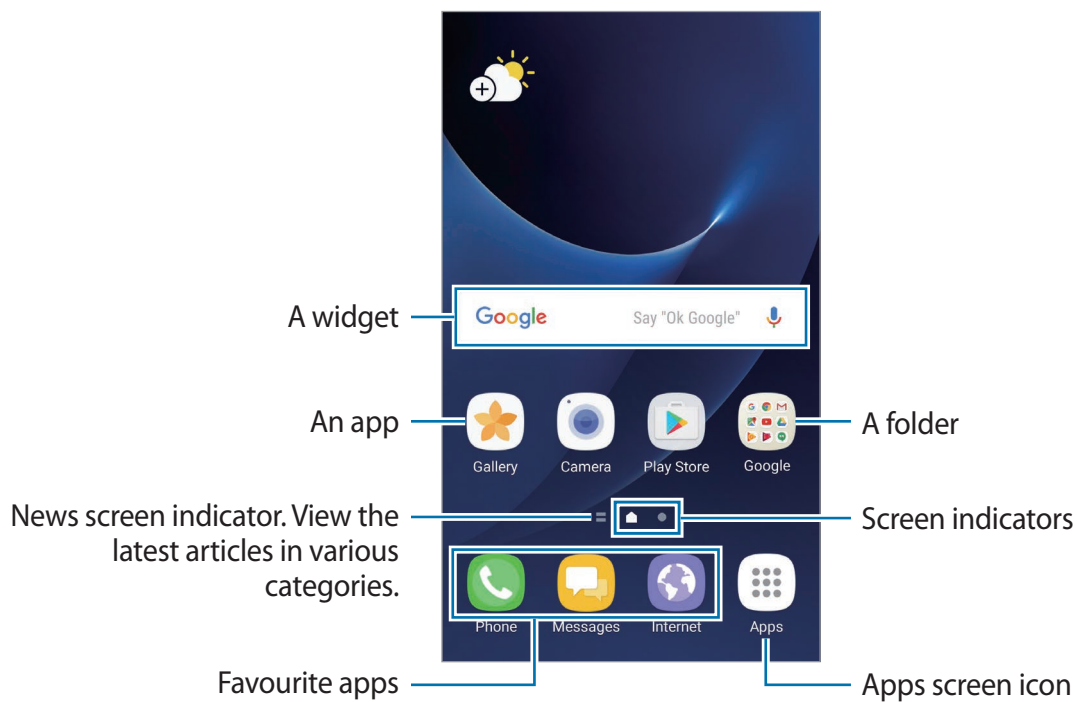 A widget
Google
Say "Ok Google"
An app
A folder
Gallery
Camera
Play Store
Google
News screen indicator. View the
latest articles in various
categories.
Screen indicators
Phone
Messages
Internet
Apps
Favourite apps
Apps screen icon